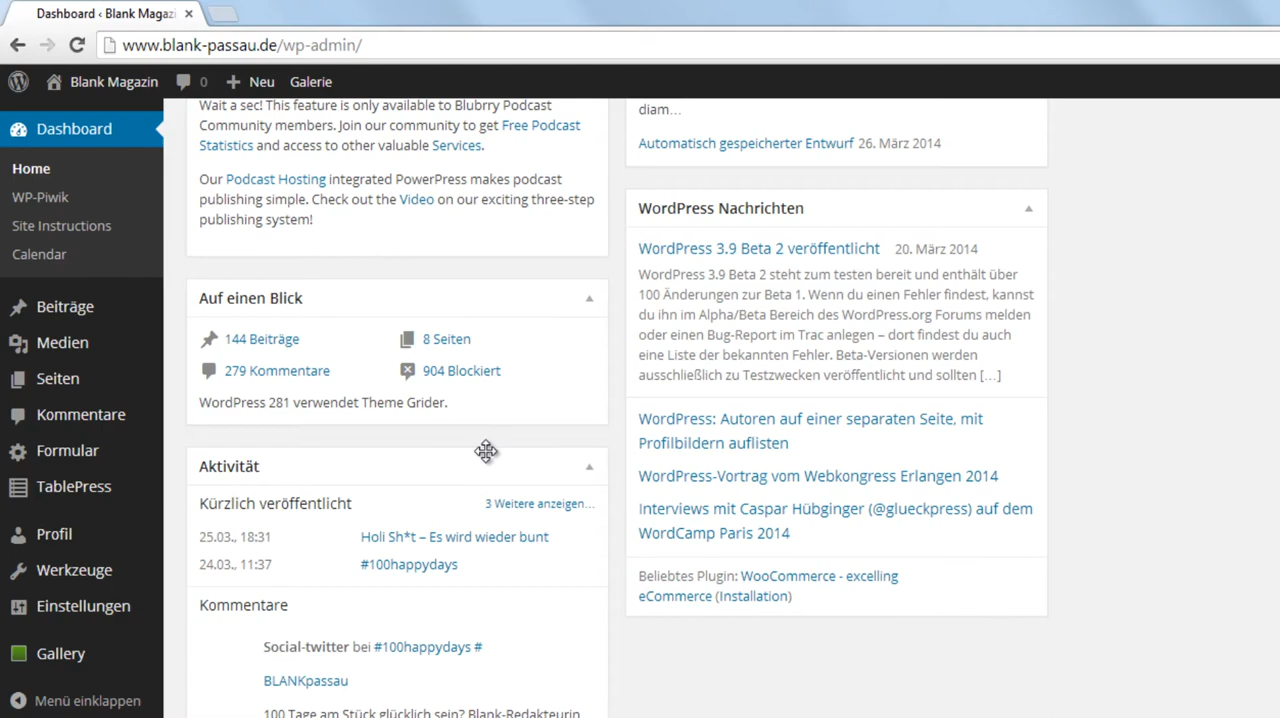 Dashboard ‹ Blank Magazi
www.blank-passau.de/wp-admin/
Blank Magazin
0
Neu
Galerie
Dashboard
Home
WP-Piwik
Site Instructions
Calendar
Beiträge
Medien
Seiten
Kommentare
Formular
TablePress
Profil
Werkzeuge
Einstellungen
Gallery
Menü einklappen
Wait a sec! This feature is only available to Blubrry Podcast
Community members. Join our community to get Free Podcast
Statistics and access to other valuable Services.
Our Podcast Hosting integrated PowerPress makes podcast
publishing simple. Check out the Video on our exciting three-step
publishing system!
Auf einen Blick
144 Beiträge
8 Seiten
279 Kommentare
904 Blockiert
WordPress 281 verwendet Theme Grider.
Aktivität
Kürzlich veröffentlicht
3 Weitere anzeigen…
25.03., 18:31
Holi Sh*t – Es wird wieder bunt
24.03., 11:37
#100happydays
Kommentare
Social-twitter bei #100happydays #
BLANKpassau
100 Tage am Stück glücklich sein? Blank-Redakteurin
diam…
Automatisch gespeicherter Entwurf 26. März 2014
WordPress Nachrichten
WordPress 3.9 Beta 2 veröffentlicht 20. März 2014
WordPress 3.9 Beta 2 steht zum testen bereit und enthält über
100 Änderungen zur Beta 1. Wenn du einen Fehler findest, kannst
du ihn im Alpha/Beta Bereich des WordPress.org Forums melden
oder einen Bug-Report im Trac anlegen – dort findest du auch
eine Liste der bekannten Fehler. Beta-Versionen werden
ausschließlich zu Testzwecken veröffentlicht und sollten […]
WordPress: Autoren auf einer separaten Seite, mit
Profilbildern auflisten
WordPress-Vortrag vom Webkongress Erlangen 2014
Interviews mit Caspar Hübginger (@glueckpress) auf dem
WordCamp Paris 2014
Beliebtes Plugin: WooCommerce - excelling
eCommerce (Installation)